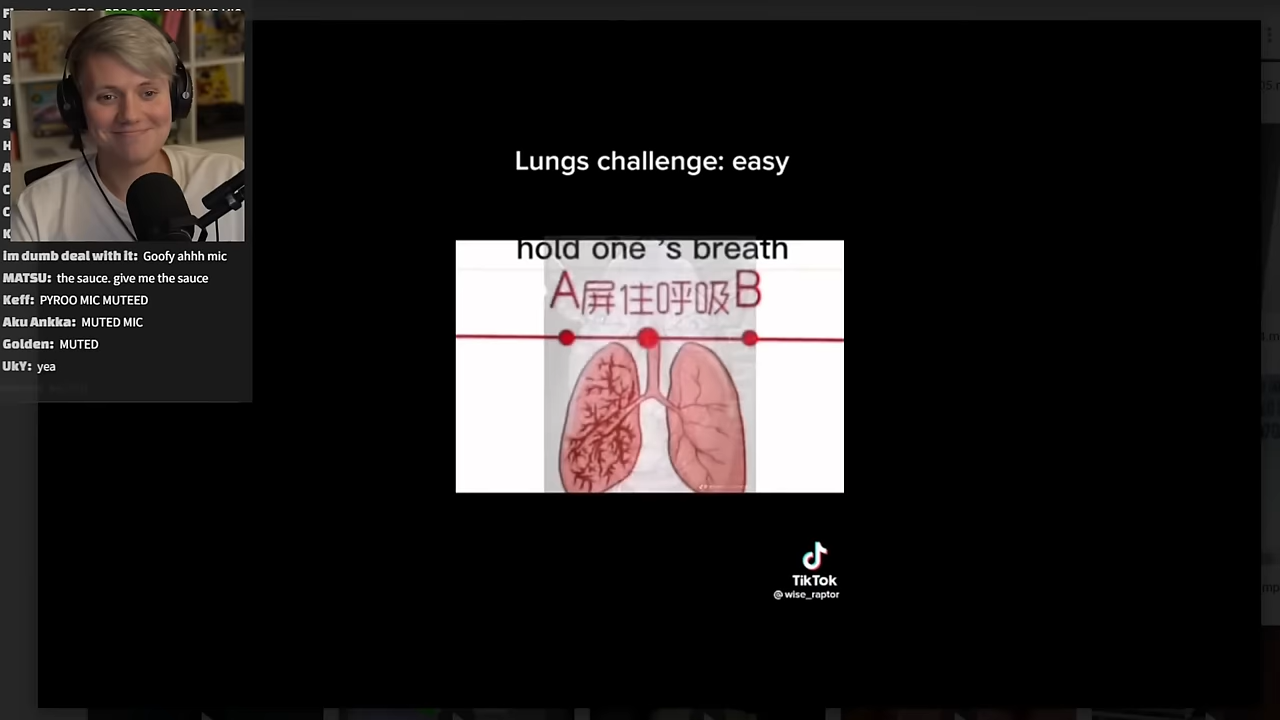 Im dumb deal with it: Goofy ahhh mic
MATSU: the sauce. give me the sauce
Keff: PYROO MIC MUTEED
Aku Ankka: MUTED MIC
Golden: MUTED
UkY: yea
Lungs challenge: easy
hold one 's breath
A屏住呼吸B
TikTok
@wise_raptor